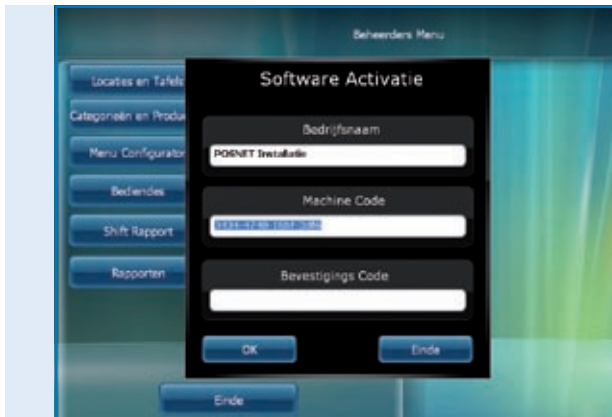 Beheerders Menu
Locaties en Tafels
Categorieën en Produ
Menu Configurator
Bediendes
Shift Rapport
Rapporten
Einde
Software Activatie
Bedrijfsnaam
POSNET Installatie
Machine Code
Bevestigings Code
OK
Einde